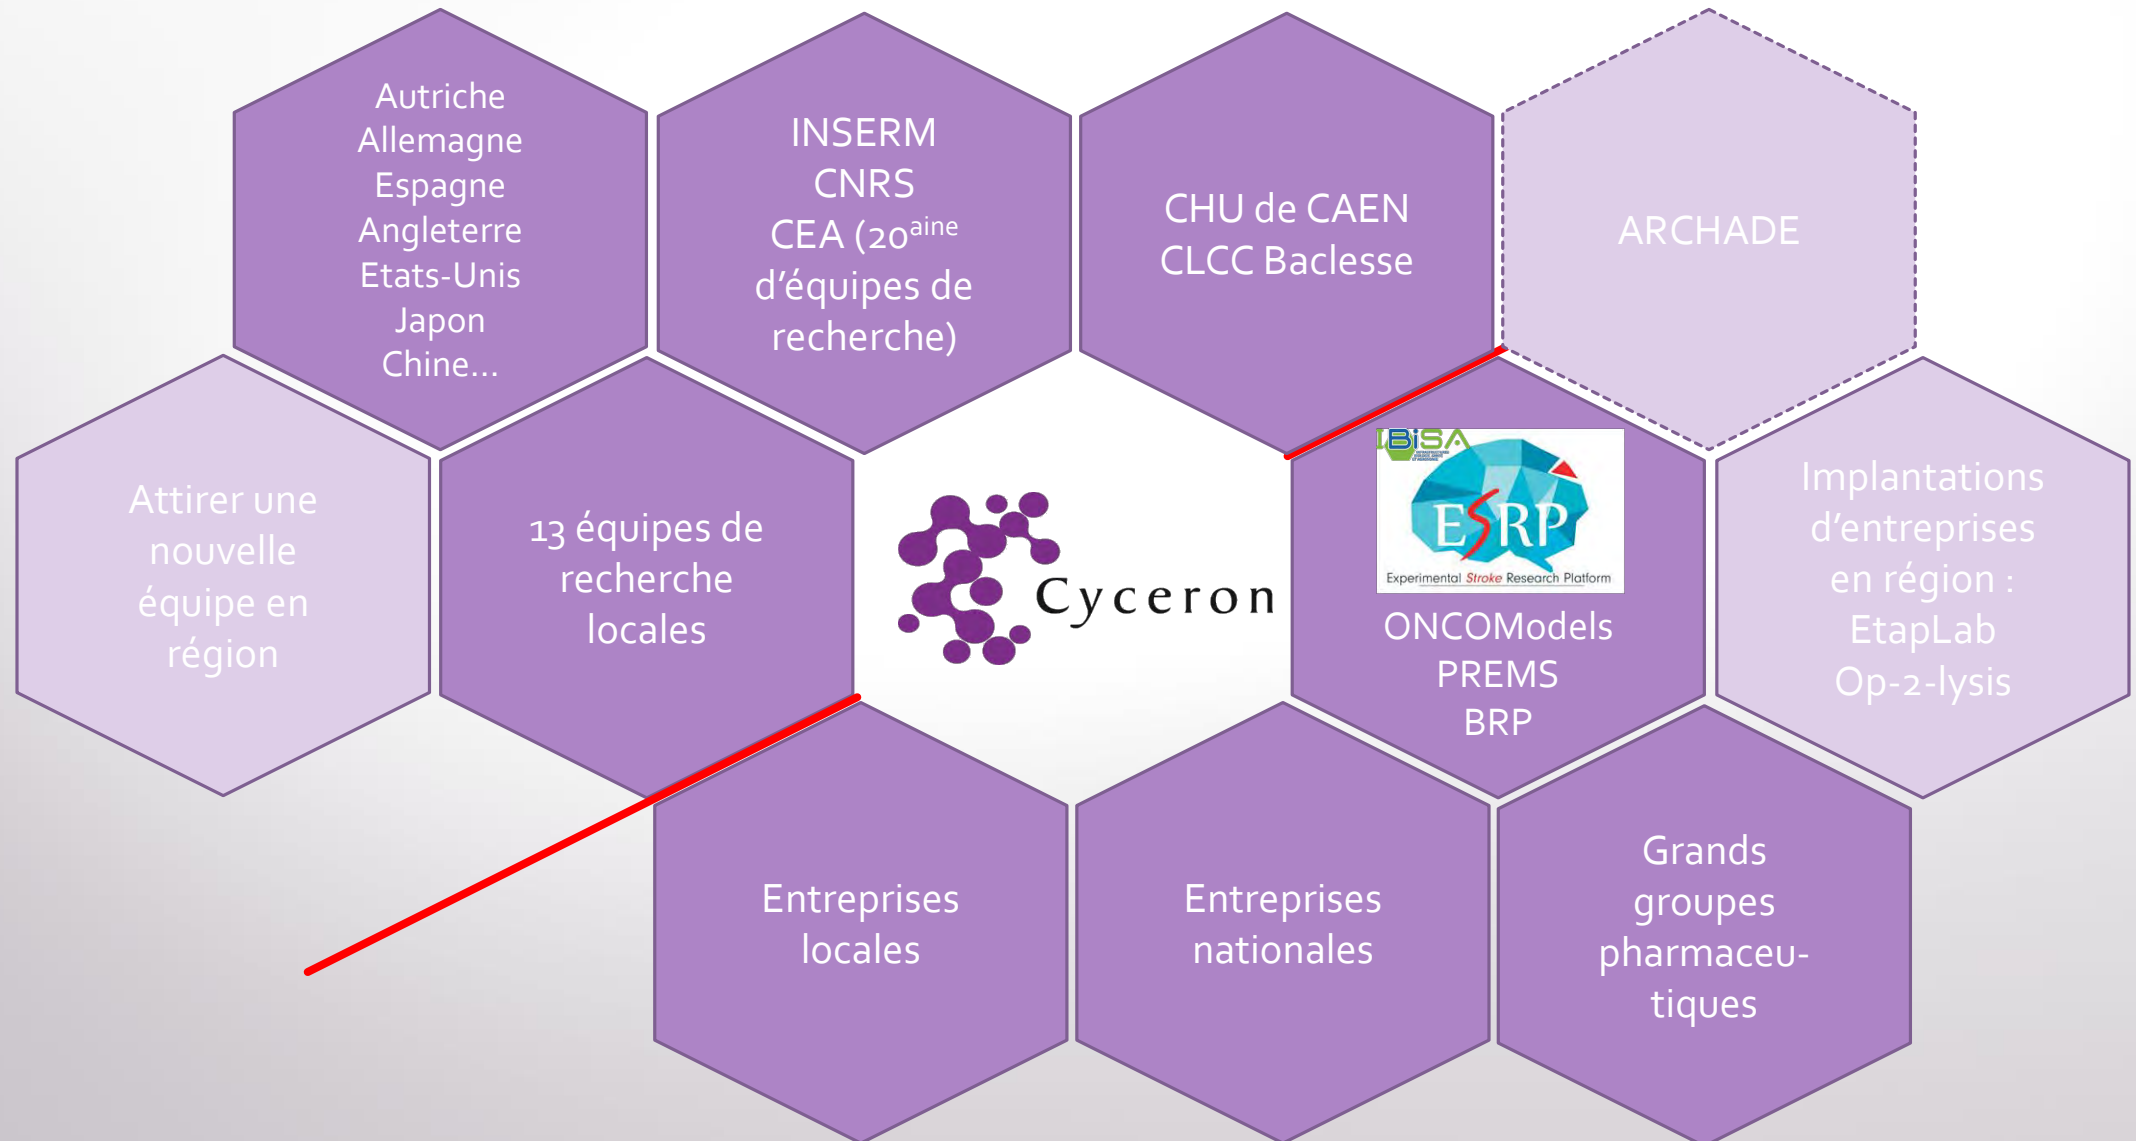 Autriche
Allemagne
Espagne
Angleterre
Etats-Unis
Japon
Chine...
INSERM
CNRS
CEA (20aine
d'équipes de
recherche)
CHU de CAEN
CLCC Baclesse
ARCHADE
Attirer une
nouvelle
équipe en
région
13 équipes de
recherche
locales
Cyceron
IBiSA
ESRP
Experimental Stroke Research Platform
ONCOModels
PREMS
BRP
Implantations
d'entreprises
en région :
EtapLab
Op-2-lysis
Entreprises
locales
Entreprises
nationales
Grands
groupes
pharmaceu-
tiques